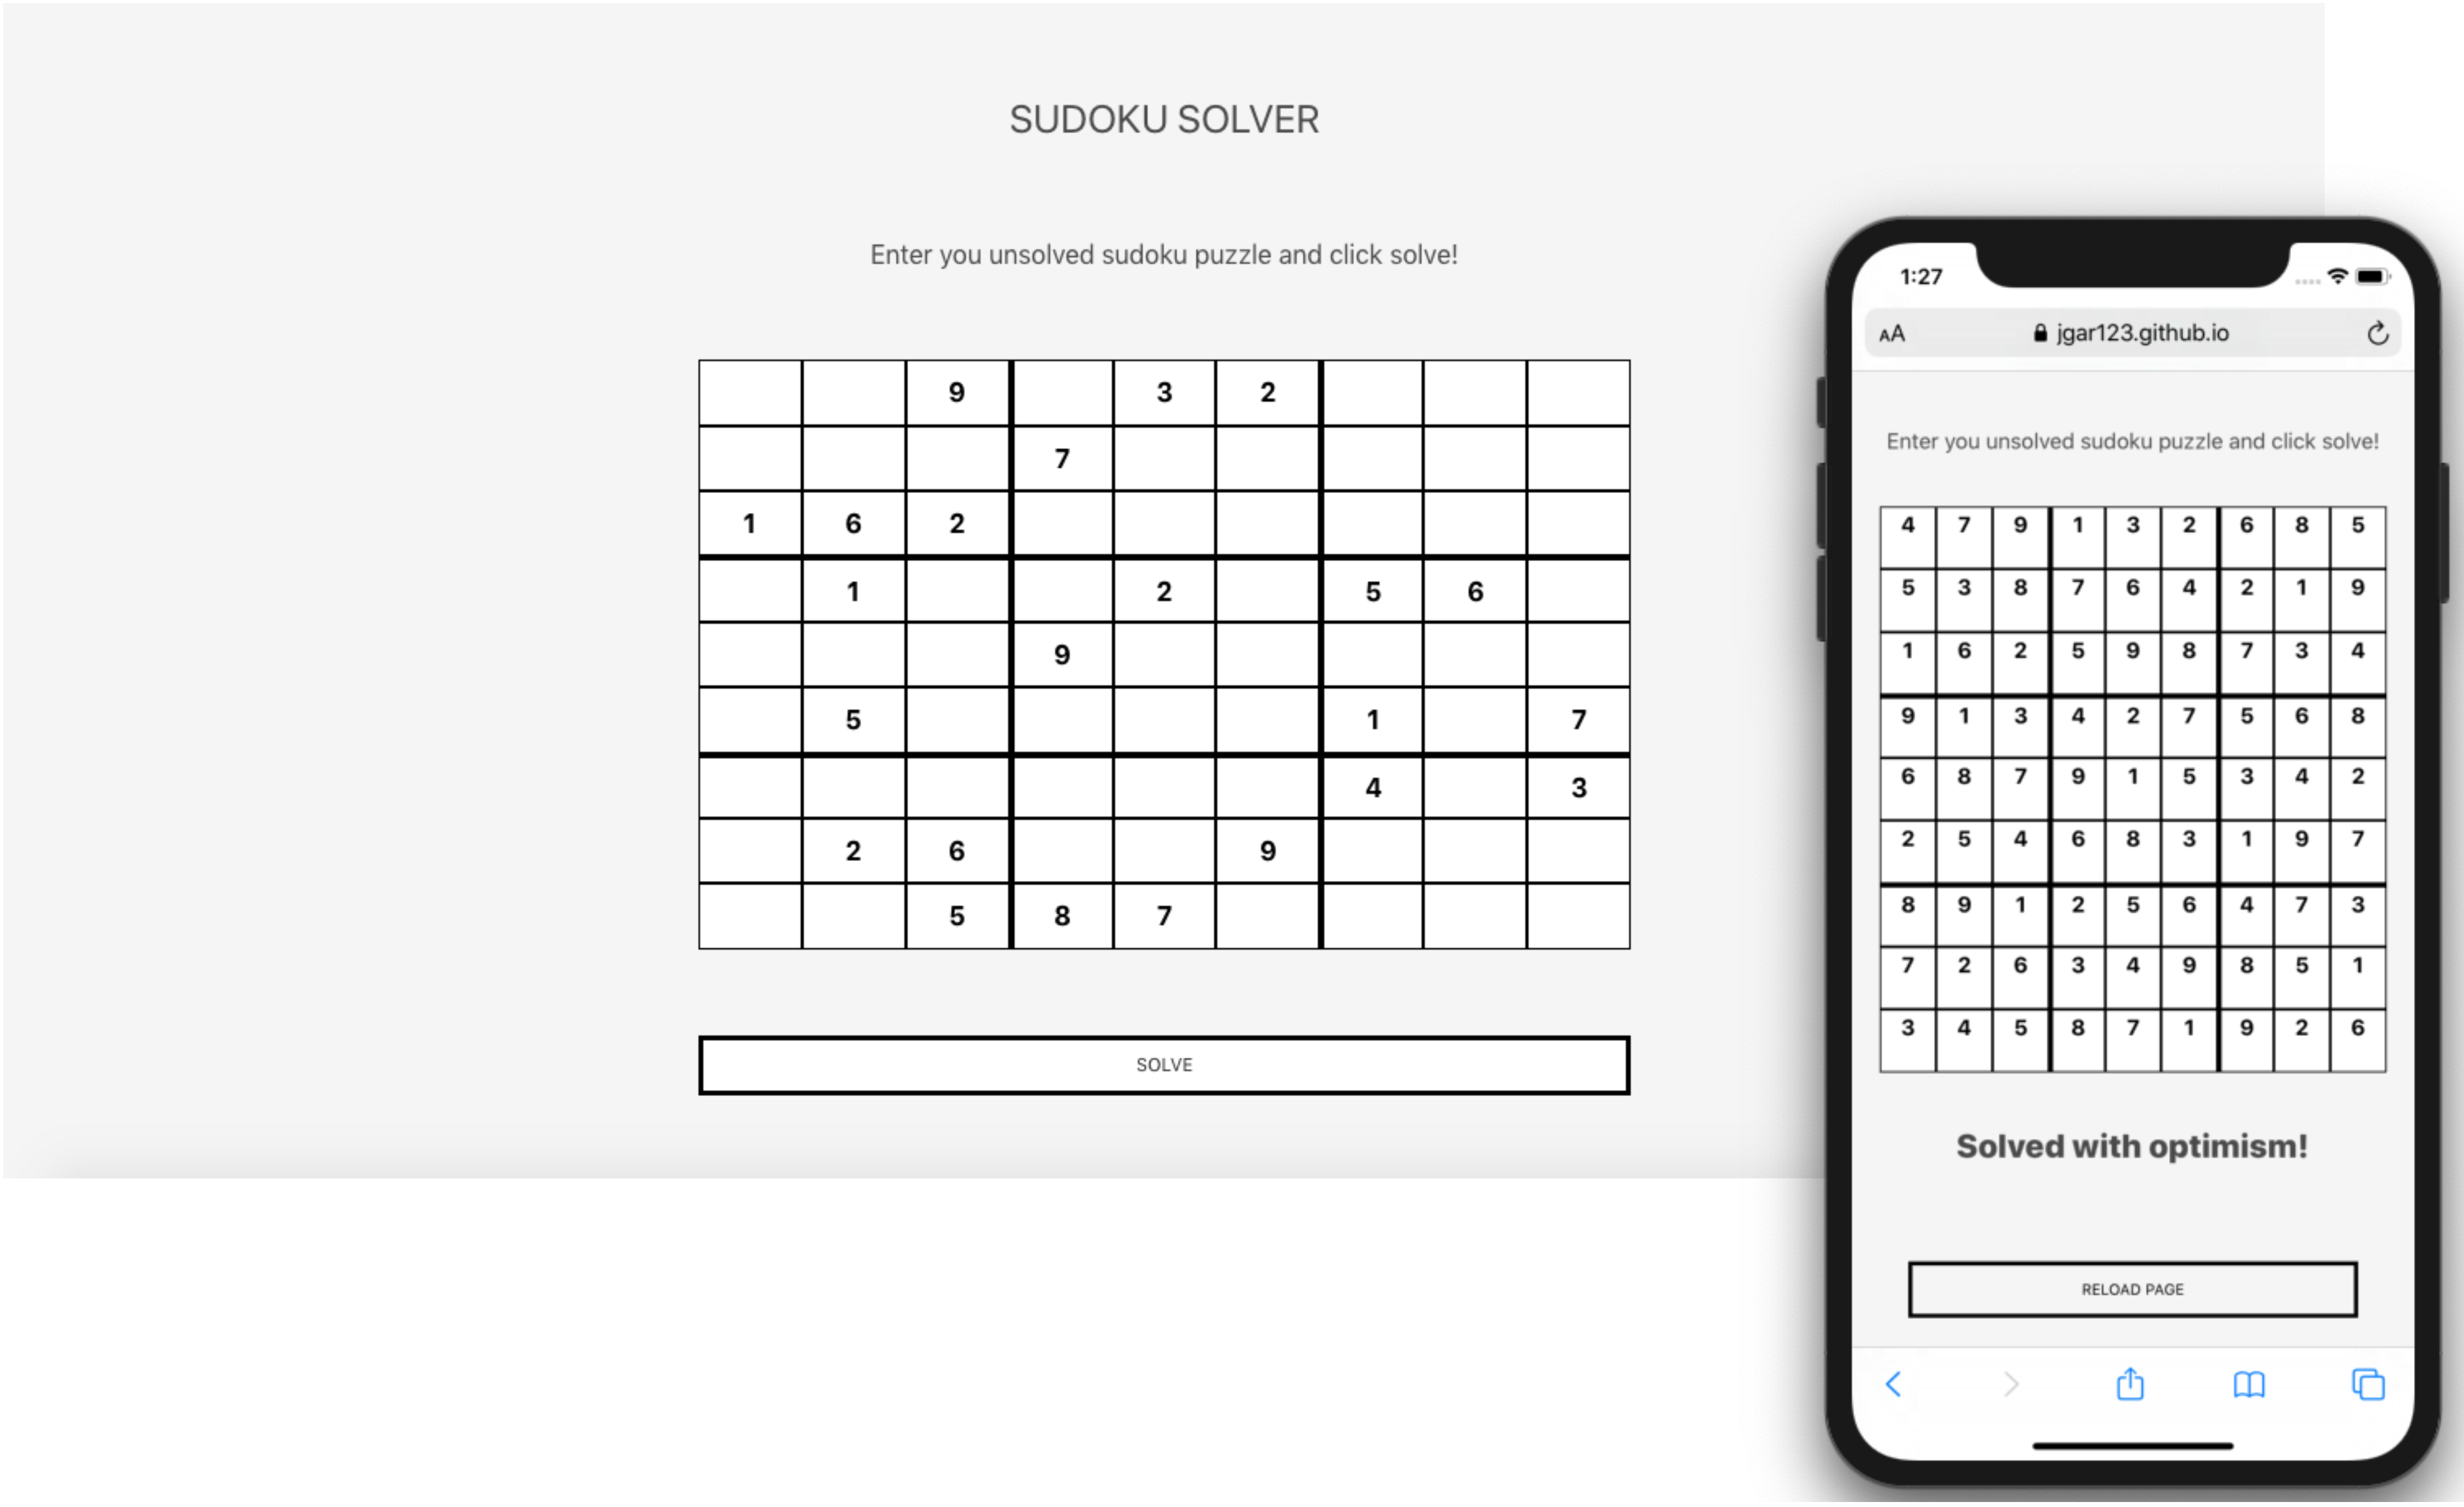 SUDOKU SOLVER
Enter you unsolved sudoku puzzle and click solve!
9 3 2
7
1 6 2
1 2 5 6
9
5 1 7
4 3
2 6 9
5 8 7
SOLVE
1:27
AA jgar123.github.io
Enter you unsolved sudoku puzzle and click solve!
4 7 9 1 3 2 6 8 5
5 3 8 7 6 4 2 1 9
1 6 2 5 9 8 7 3 4
9 1 3 4 2 7 5 6 8
6 8 7 9 1 5 3 4 2
2 5 4 6 8 3 1 9 7
8 9 1 2 5 6 4 7 3
7 2 6 3 4 9 8 5 1
3 4 5 8 7 1 9 2 6
Solved with optimism!
RELOAD PAGE